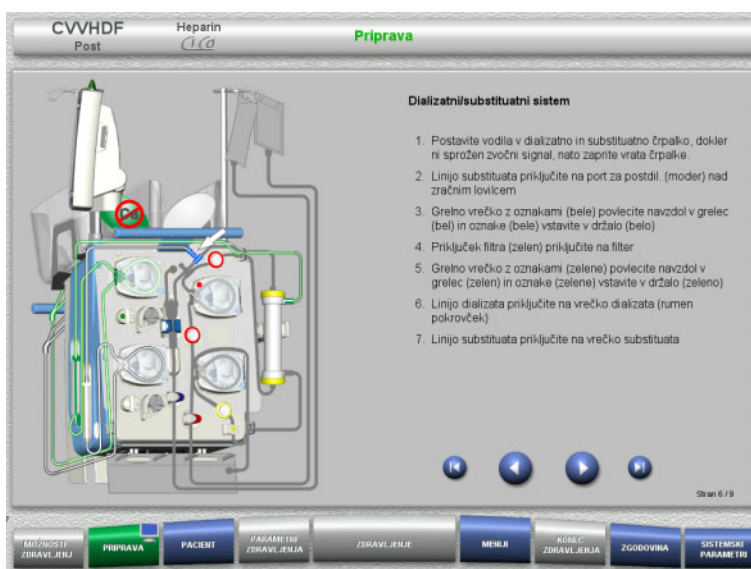 CVVHDF
Post
Heparin
Ci Ca
Priprava
Ca
Dializatni/substituatni sistem
1. Postavite vodila v dializatno in substituatno črpalko, dokler
ni sprožen zvočni signal, nato zaprite vrata črpalke.
2. Linijo substituata priključite na port za postdil. (moder) nad
zračnim lovilcem
3. Grelno vrečko z oznakami (bele) povlecite navzdol v grelec
(bel) in oznake (bele) vstavite v držalo (belo)
4. Priključek filtra (zelen) priključite na filter
5. Grelno vrečko z oznakami (zelene) povlecite navzdol v
grelec (zelen) in oznake (zelene) vstavite v držalo (zeleno)
6. Linijo dializata priključite na vrečko dializata (rumen
pokrovček)
7. Linijo substituata priključite na vrečko substituata
Stran 6 / 9
MOŽNOSTI
ZDRAVLJENJ
PRIPRAVA
PACIENT
PARAMETRI
ZDRAVLJENJA
ZDRAVLJENJE
MENIJI
KONEC
ZDRAVLJENJA
ZGODOVINA
SISTEMSKI
PARAMETRI